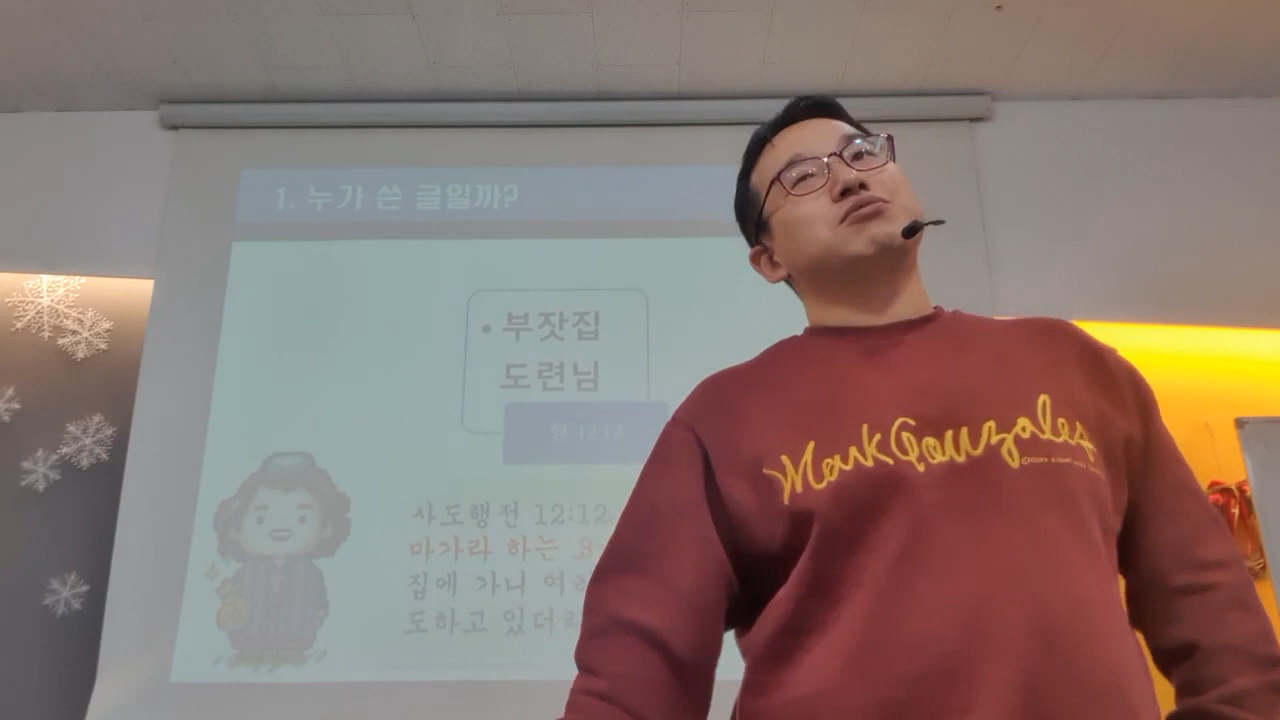 1. 누가 쓴 글일까?
• 부잣집
도련님
행 12:12
사도행전 12:12
마가라 하는
집에 가니
도하고 있더라
Mark Gonzales